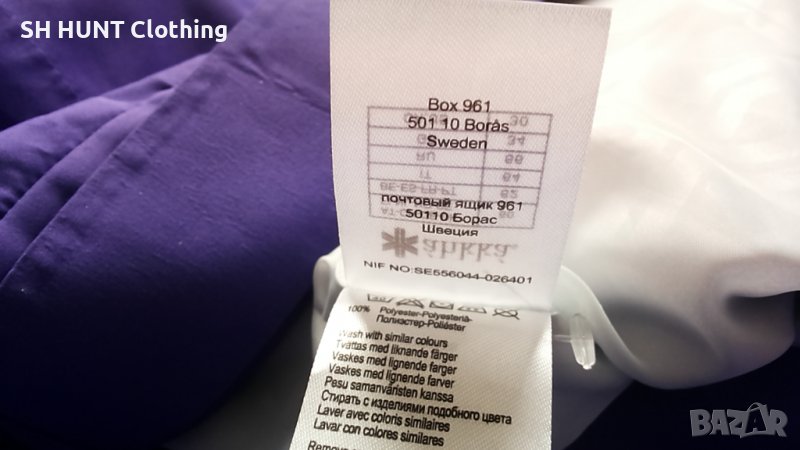 SH HUNT Clothing
Box 961
501 10 Borås
Sweden
почтовый ящик 961
50110 Борас
Швеция
áhkká
NIF NO:SE556044-026401
100% Polyester-Polyesteriä-
Полиэстер-Poliéster
Wash with similar colours
Tvättas med liknande färger
Vaskes med lignende farger
Vaskes med lignende farver
Pesu samanväristen kanssa
Стирать с изделиями подобного цвета
Laver avec coloris similaires
Lavar con colores similares
BAZAR